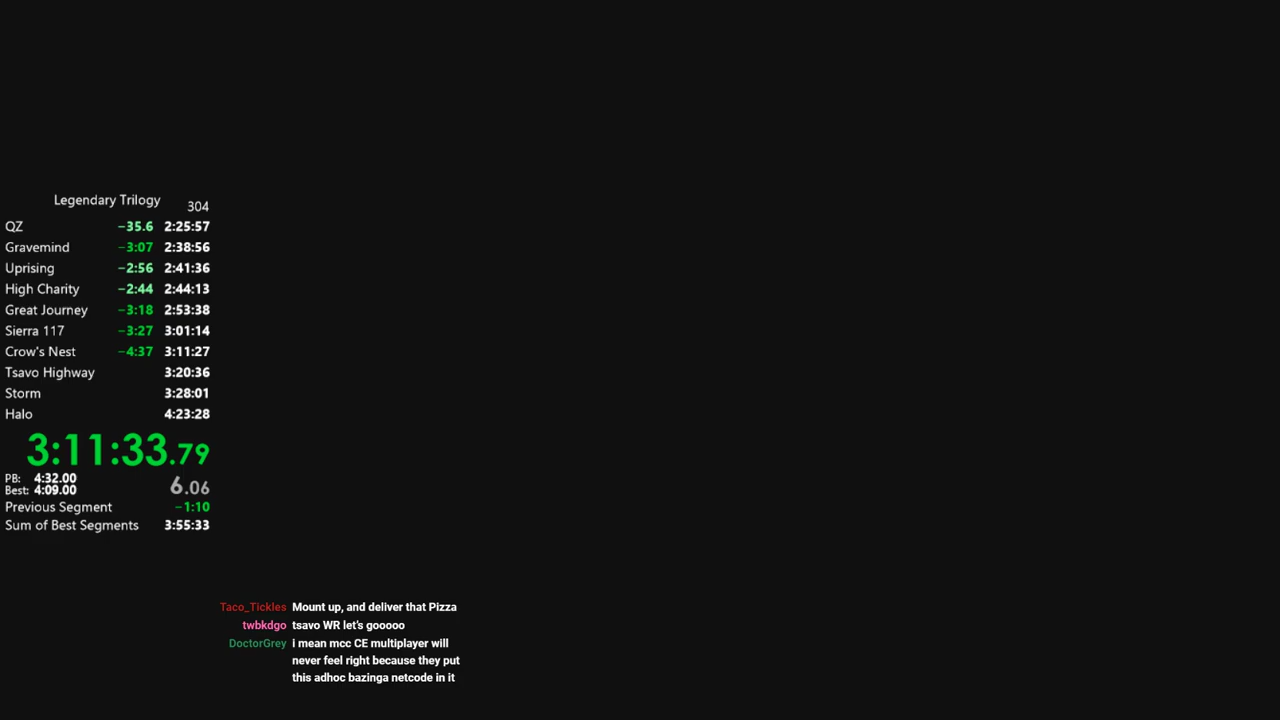 Legendary Trilogy 304
QZ −35.6 2:25:57
Gravemind −3:07 2:38:56
Uprising −2:56 2:41:36
High Charity −2:44 2:44:13
Great Journey −3:18 2:53:38
Sierra 117 −3:27 3:01:14
Crow's Nest −4:37 3:11:27
Tsavo Highway 3:20:36
Storm 3:28:01
Halo 4:23:28
3:11:33.79
PB: 4:32.00
Best: 4:09.00 6.06
Previous Segment −1:10
Sum of Best Segments 3:55:33
Taco_Tickles Mount up, and deliver that Pizza
twbkdgo tsavo WR let's gooooo
DoctorGrey i mean mcc CE multiplayer will
never feel right because they put
this adhoc bazinga netcode in it